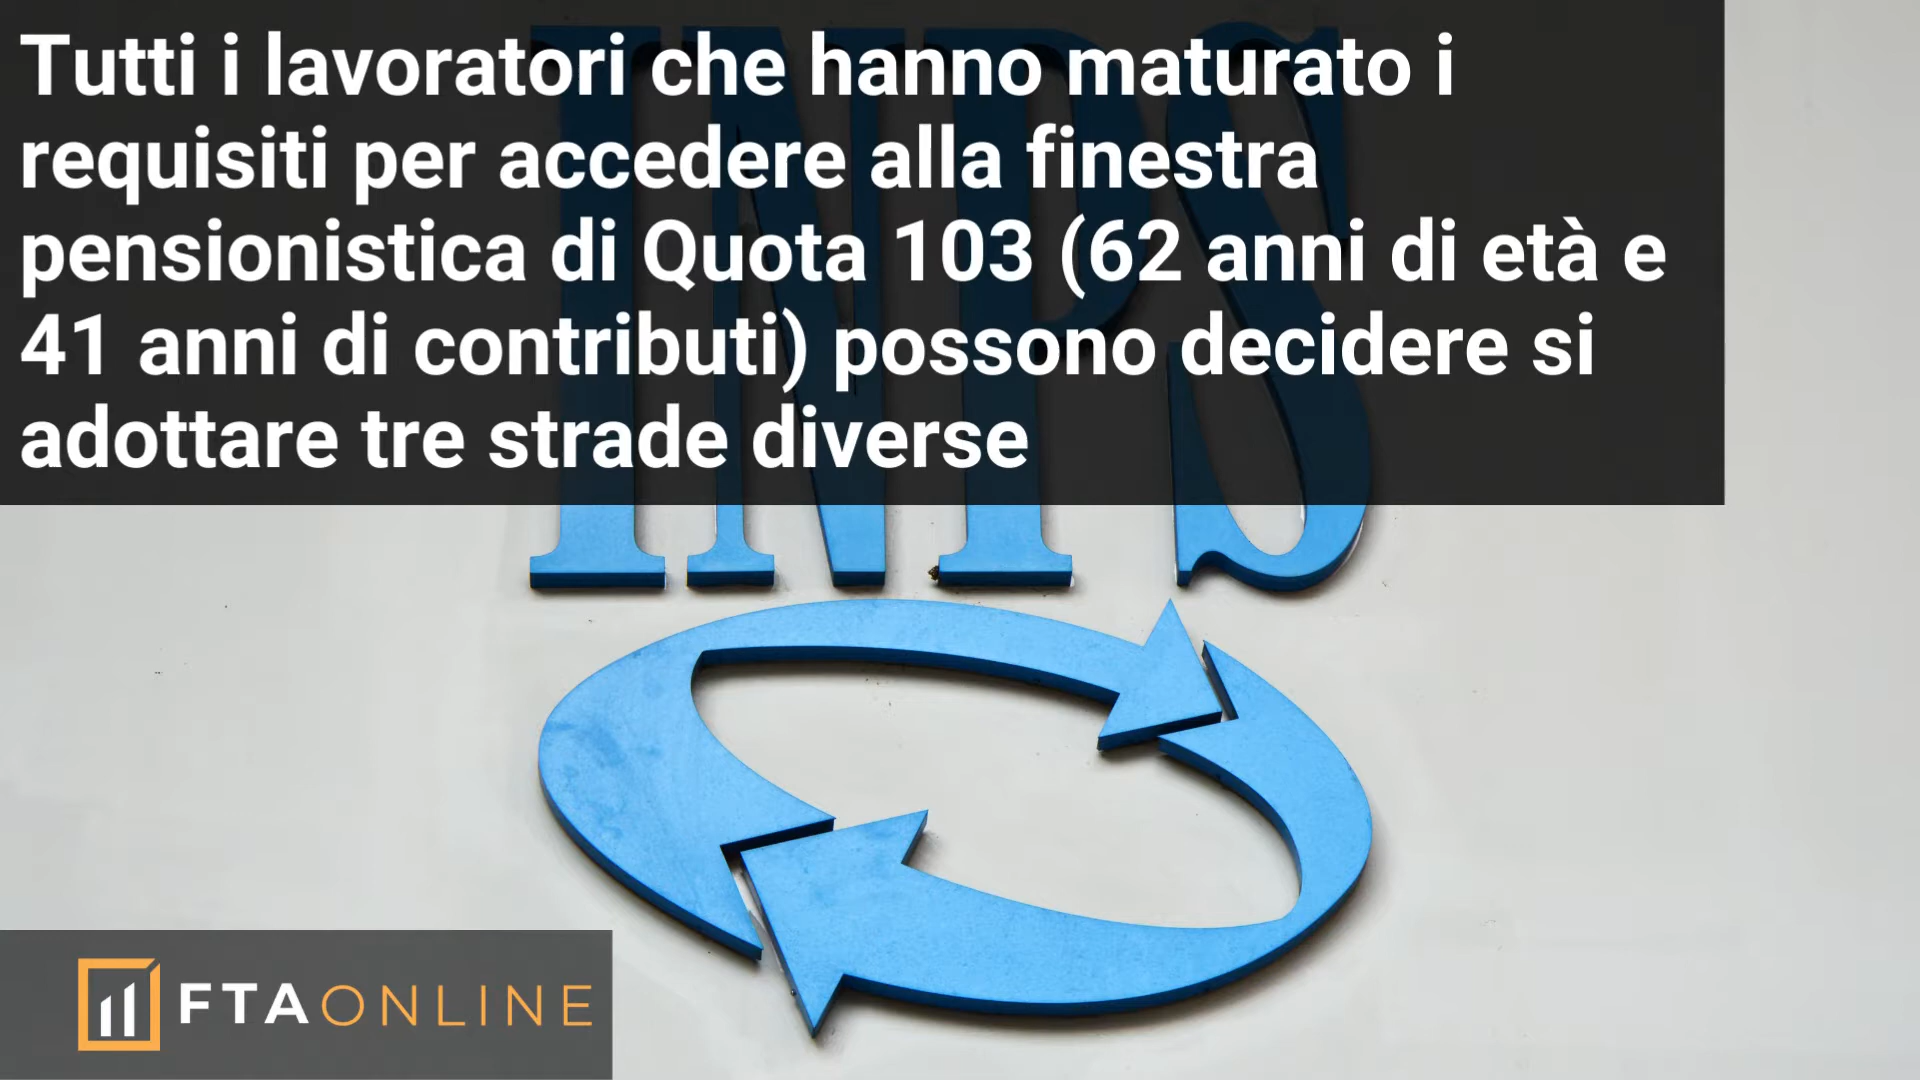 Tutti i lavoratori che hanno maturato i
requisiti per accedere alla finestra
pensionistica di Quota 103 (62 anni di età e
41 anni di contributi) possono decidere si
adottare tre strade diverse
INPS
FTAONLINE